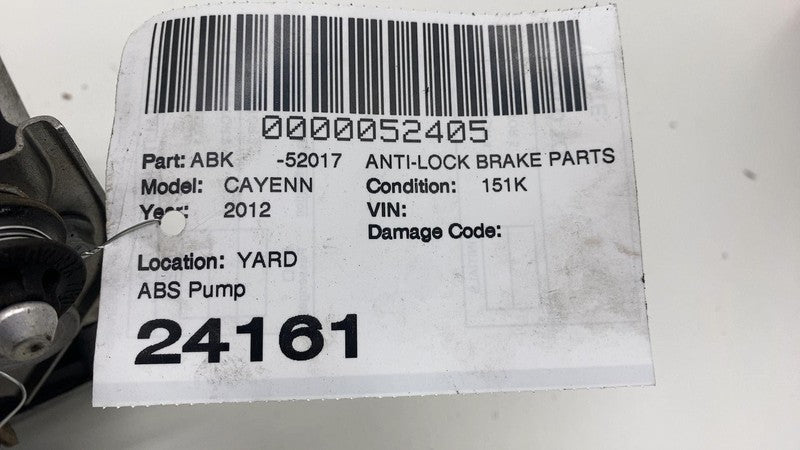 0000052405
Part: ABK -52017 ANTI-LOCK BRAKE PARTS
Model: CAYENN Condition: 151K
Year: 2012 VIN:
Damage Code:
Location: YARD
ABS Pump
24161